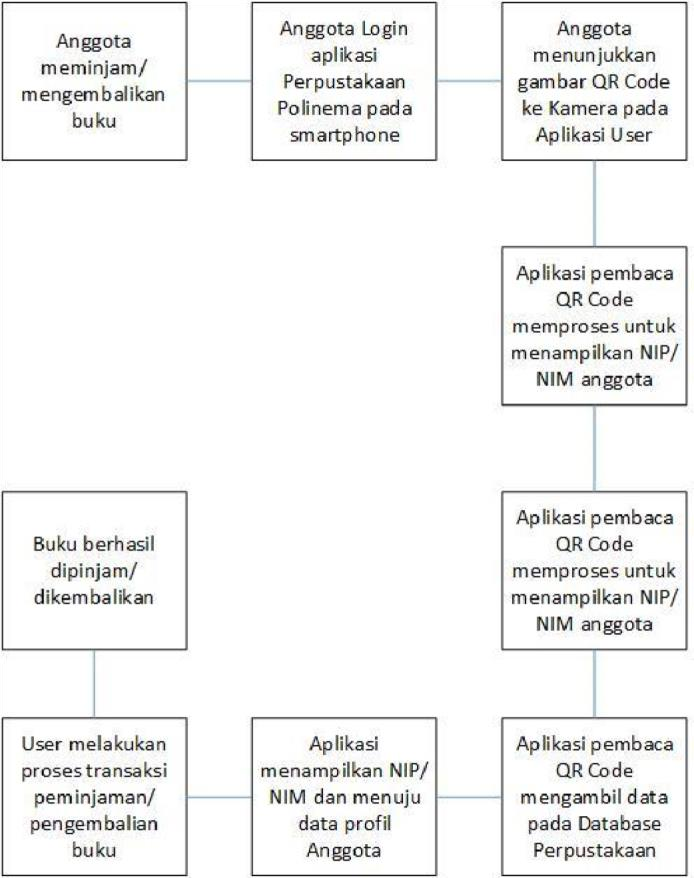 Anggota
meminjam/
mengembalikan
buku
Anggota Login
aplikasi
Perpustakaan
Polinema pada
smartphone
Anggota
menunjukkan
gambar QR Code
ke Kamera pada
Aplikasi User
Aplikasi pembaca
QR Code
memproses untuk
menampilkan NIP/
NIM anggota
Aplikasi pembaca
QR Code
memproses untuk
menampilkan NIP/
NIM anggota
Aplikasi pembaca
QR Code
mengambil data
pada Database
Perpustakaan
Aplikasi
menampilkan NIP/
NIM dan menuju
data profil
Anggota
User melakukan
proses transaksi
peminjaman/
pengembalian
buku
Buku berhasil
dipinjam/
dikembalikan